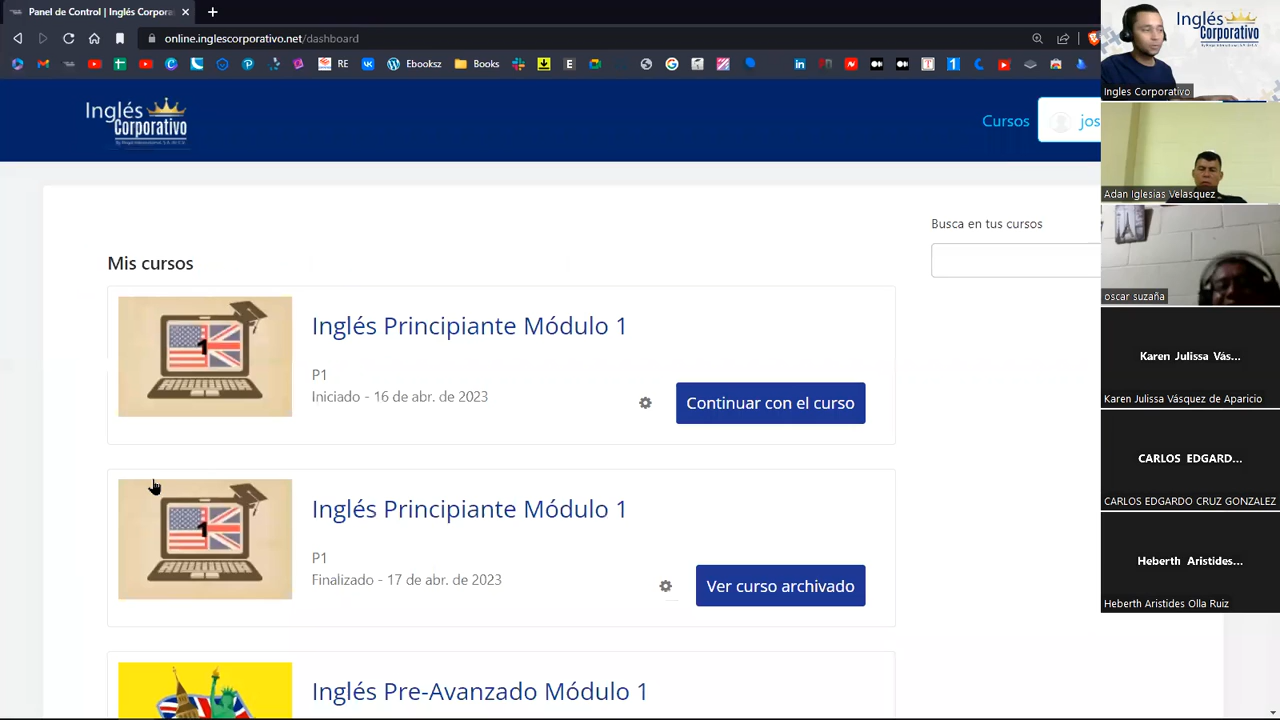 Panel de Control | Inglés Corpora
online.inglescorporativo.net/dashboard
RE
Endocz
Books
Inglés
Corporativo
Cursos
jos
Busca en tus cursos
Mis cursos
1
Inglés Principiante Módulo 1
P1
Iniciado - 16 de abr. de 2023
Continuar con el curso
1
Inglés Principiante Módulo 1
P1
Finalizado - 17 de abr. de 2023
Ver curso archivado
Inglés Pre-Avanzado Módulo 1
Inglés
Corporativo
Ingles Corporativo
Adan Iglesias Velasquez
oscar suzaña
Karen Julissa Vás...
Karen Julissa Vásquez de Aparicio
CARLOS EDGARD...
CARLOS EDGARDO CRUZ GONZALEZ
Heberth Aristides...
Heberth Aristides Olla Ruiz